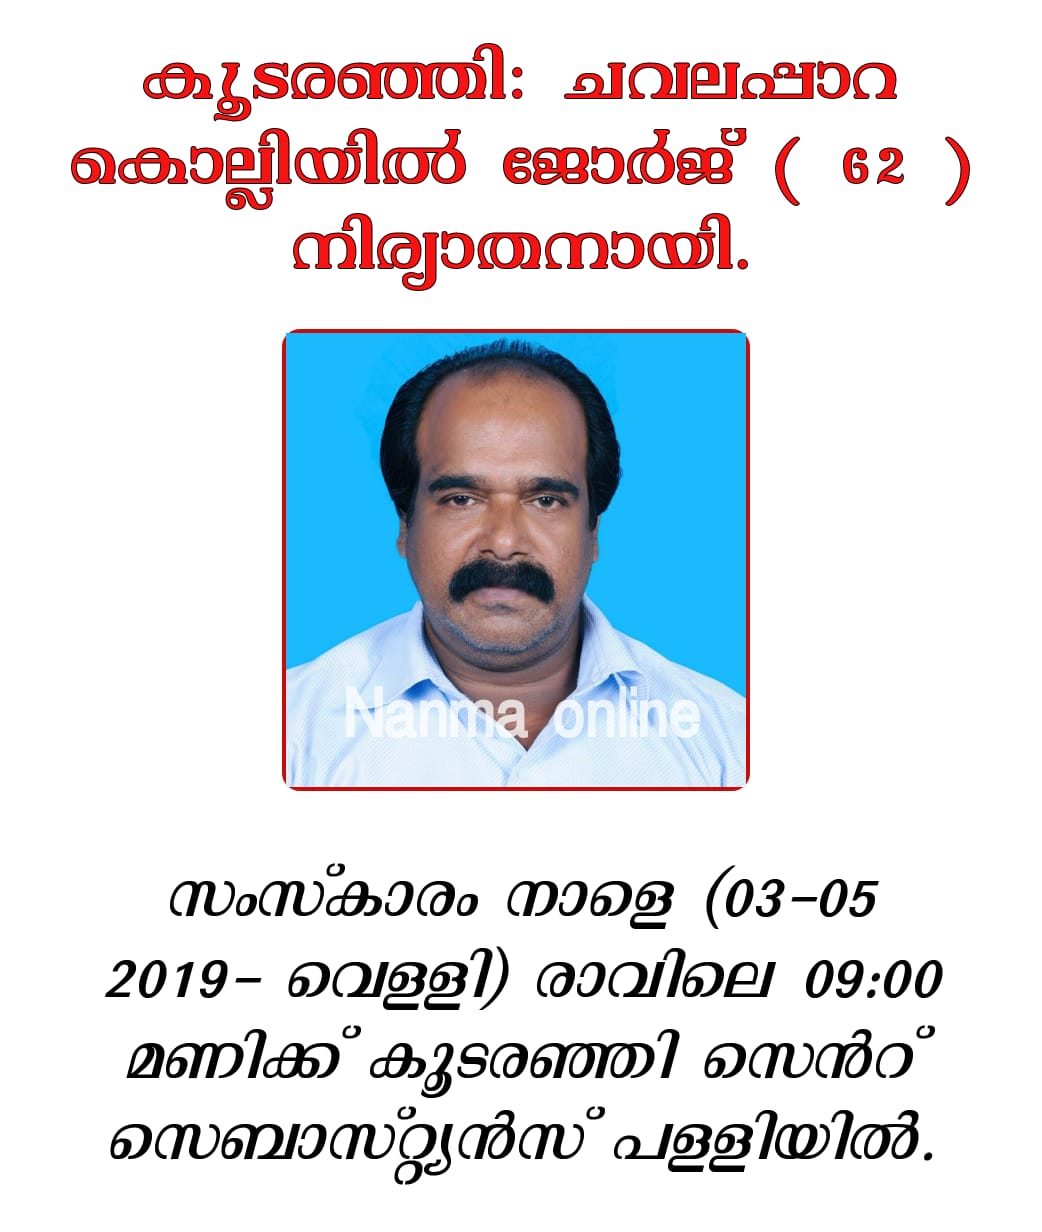 കൂടരഞ്ഞി: ചവലപ്പാറ
കൊല്ലിയിൽ ജോർജ് ( 62 )
നിര്യാതനായി.
Nanma online
സംസ്കാരം നാളെ (03-05
2019- വെള്ളി) രാവിലെ 09:00
മണിക്ക് കൂടരഞ്ഞി സെൻറ്
സെബാസ്റ്റ്യൻസ് പള്ളിയിൽ.